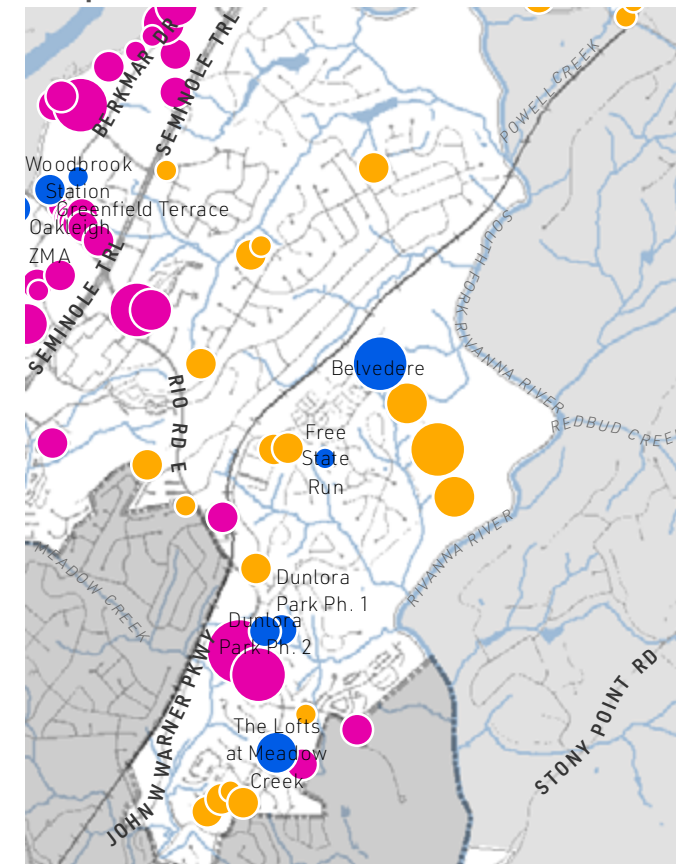 BERKMAR DR
SEMINOLE TRL
POWELL CREEK
Woodbrook
Station
Greenfield Terrace
Oakleigh
ZMA
SEMINOLE TRL
SOUTH FORK RIVANNA RIVER
Belvedere
RIO RD E
REDBUD CREE
Free
State
Run
RIVANNA RIVER
MEADOW CREEK
Dunlora
Park Ph. 1
Dunlora
Park Ph. 2
JOHN W WARNER PKWY
STONY POINT RD
The Lofts
at Meadow
Creek